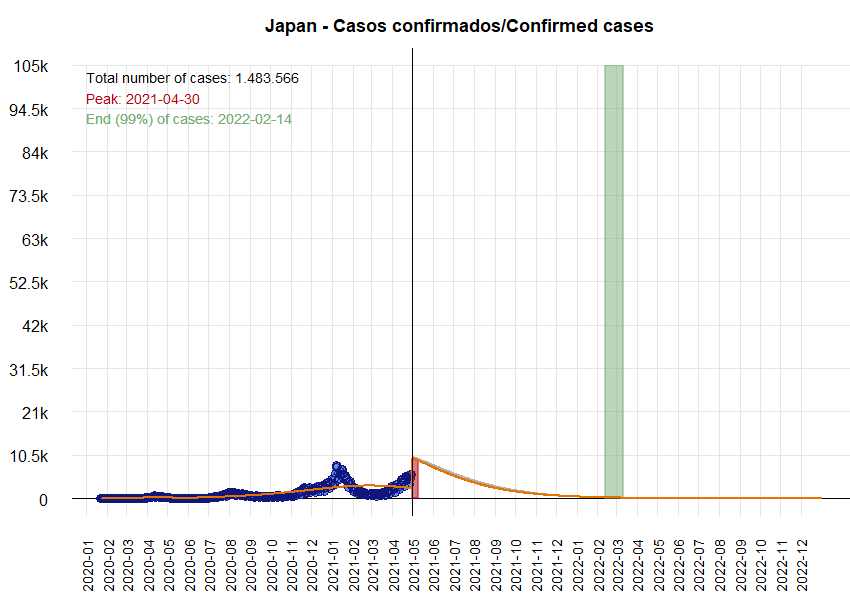 Japan - Casos confirmados/Confirmed cases
Total number of cases: 1.483.566
Peak: 2021-04-30
End (99%) of cases: 2022-02-14
105k
94.5k
84k
73.5k
63k
52.5k
42k
31.5k
21k
10.5k
0
2020-01
2020-02
2020-03
2020-04
2020-05
2020-06
2020-07
2020-08
2020-09
2020-10
2020-11
2020-12
2021-01
2021-02
2021-03
2021-04
2021-05
2021-06
2021-07
2021-08
2021-09
2021-10
2021-11
2021-12
2022-01
2022-02
2022-03
2022-04
2022-05
2022-06
2022-07
2022-08
2022-09
2022-10
2022-11
2022-12